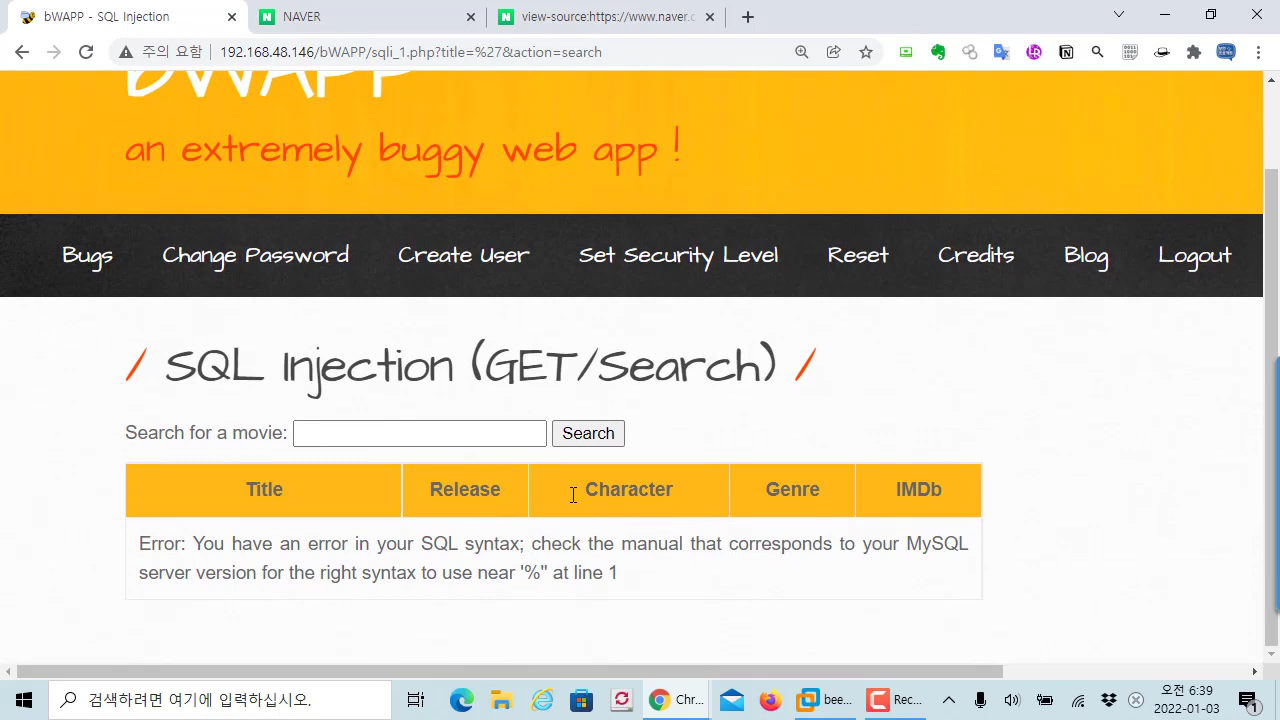 bWAPP - SQL Injection
NAVER
view-source:https://www.naver.c
주의 요함 192.168.48.146/bWAPP/sqli_1.php?title=%27&action=search
bWAPP
an extremely buggy web app !
Bugs Change Password Create User Set Security Level Reset Credits Blog Logout
/ SQL Injection (GET/Search) /
Search for a movie: Search
Title Release Character Genre IMDb
Error: You have an error in your SQL syntax; check the manual that corresponds to your MySQL
server version for the right syntax to use near '%'' at line 1
검색하려면 여기에 입력하십시오.
Chr...
bee...
Rec...
오전 6:39
2022-01-03
1